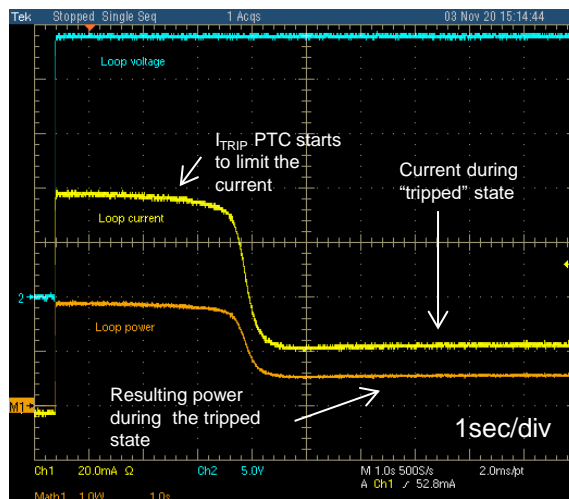 Tek Stopped Single Seq 1 Acqs 03 Nov 20 15:14:44
Loop voltage
ITRIP PTC starts
to limit the
current
Current during
“tripped” state
Loop current
2
Loop power
Resulting power
during the tripped
state
M1
1sec/div
Ch1 20.0mA Ω Ch2 5.0V M 1.0s 500S/s 2.0ms/pt
A Ch1 ∕ 52.8mA
Math1 1.0W 1.0s